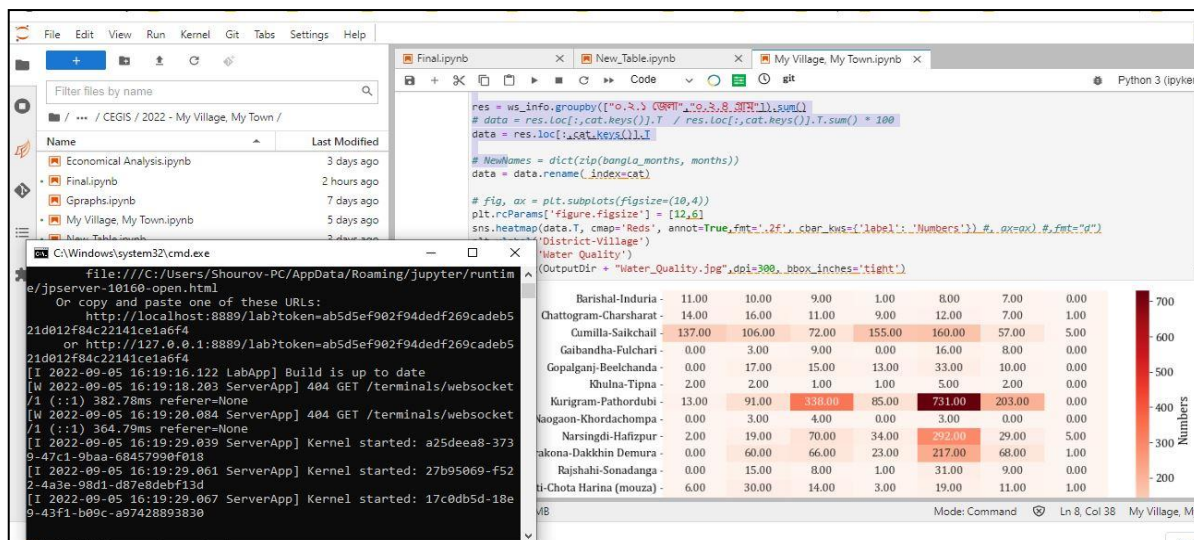 File Edit View Run Kernel Git Tabs Settings Help
Filter files by name
/ ... / CEGIS / 2022 - My Village, My Town /
Name Last Modified
Economical Analysis.ipynb 3 days ago
Final.ipynb 2 hours ago
Gpraphs.ipynb 7 days ago
My Village, My Town.ipynb 5 days ago
New_Table.ipynb 3 days ago
Final.ipynb
New_Table.ipynb
My Village, My Town.ipynb
Code
git
Python 3 (ipyker
res = ws_info.groupby(["০.২.১ জেলা","০.২.৪ গ্রাম"]).sum()
# data = res.loc[:,cat.keys()].T / res.loc[:,cat.keys()].T.sum() * 100
data = res.loc[:,cat.keys()].T
# NewNames = dict(zip(bangla_months, months))
data = data.rename( index=cat)
# fig, ax = plt.subplots(figsize=(10,4))
plt.rcParams['figure.figsize'] = [12,6]
sns.heatmap(data.T, cmap='Reds', annot=True,fmt='.2f', cbar_kws={'label': 'Numbers'}) #, ax=ax) #,fmt="d")
'District-Village')
'Water Quality')
(OutputDir + "Water_Quality.jpg",dpi=300, bbox_inches='tight')
C:\Windows\system32\cmd.exe
file:///C:/Users/Shourov-PC/AppData/Roaming/jupyter/runtim
e/jpserver-10160-open.html
Or copy and paste one of these URLs:
http://localhost:8889/lab?token=ab5d5ef902f94dedf269cadeb5
21d012f84c22141ce1a6f4
or http://127.0.0.1:8889/lab?token=ab5d5ef902f94dedf269cadeb5
21d012f84c22141ce1a6f4
[I 2022-09-05 16:19:16.122 LabApp] Build is up to date
[W 2022-09-05 16:19:18.203 ServerApp] 404 GET /terminals/websocket
/1 (::1) 382.78ms referer=None
[W 2022-09-05 16:19:20.084 ServerApp] 404 GET /terminals/websocket
/1 (::1) 364.79ms referer=None
[I 2022-09-05 16:19:29.039 ServerApp] Kernel started: a25deea8-373
9-47c1-9baa-68457990f018
[I 2022-09-05 16:19:29.061 ServerApp] Kernel started: 27b95069-f52
2-4a3e-98d1-d87e8debf13d
[I 2022-09-05 16:19:29.067 ServerApp] Kernel started: 17c0db5d-18e
9-43f1-b09c-a97428893830
Barishal-Induria - 11.00 10.00 9.00 1.00 8.00 7.00 0.00
Chattogram-Charsharat - 14.00 16.00 11.00 9.00 12.00 7.00 1.00
Cumilla-Saikchail - 137.00 106.00 72.00 155.00 160.00 57.00 5.00
Gaibandha-Fulchari - 0.00 3.00 9.00 0.00 16.00 8.00 0.00
Gopalganj-Beelchanda - 0.00 17.00 15.00 13.00 33.00 10.00 0.00
Khulna-Tipna - 2.00 2.00 1.00 1.00 5.00 2.00 0.00
Kurigram-Pathordubi - 13.00 91.00 338.00 85.00 731.00 203.00 0.00
Naogaon-Khordachompa - 0.00 3.00 4.00 0.00 3.00 0.00 0.00
Narsingdi-Hafizpur - 2.00 19.00 70.00 34.00 292.00 29.00 5.00
rakona-Dakkhin Demura - 0.00 60.00 66.00 23.00 217.00 68.00 1.00
Rajshahi-Sonadanga - 0.00 15.00 8.00 1.00 31.00 9.00 0.00
ti-Chota Harina (mouza) - 6.00 30.00 14.00 3.00 19.00 11.00 1.00
700
600
500
400
300
200
Numbers
MB
Mode: Command Ln 8, Col 38 My Village, M